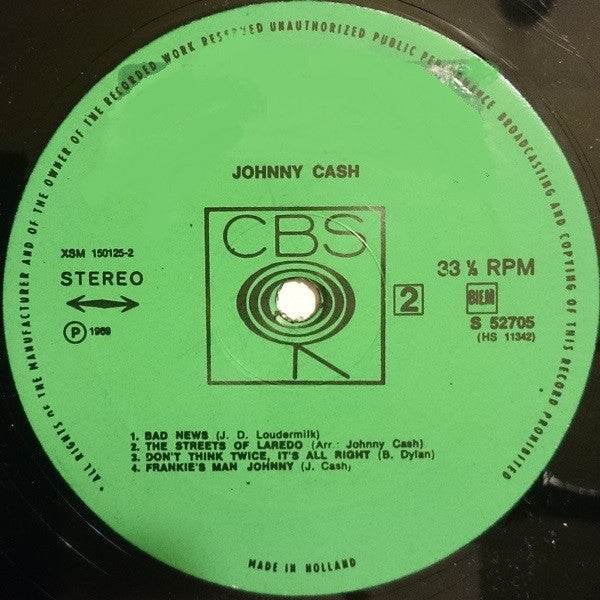 ALL RIGHTS OF THE MANUFACTURER AND OF THE OWNER OF THE RECORDED WORK RESERVED UNAUTHORIZED PUBLIC PERFORMANCE BROADCASTING AND COPYING OF THIS RECORD PROHIBITED
JOHNNY CASH
CBS
XSM 150125-2
STEREO
℗ 1969
2
33 ⅓ RPM
BIEM
S 52705
(HS 11342)
1. BAD NEWS (J. D. Loudermilk)
2. THE STREETS OF LAREDO (Arr.: Johnny Cash)
3. DON'T THINK TWICE, IT'S ALL RIGHT (B. Dylan)
4. FRANKIE'S MAN JOHNNY (J. Cash)
MADE IN HOLLAND